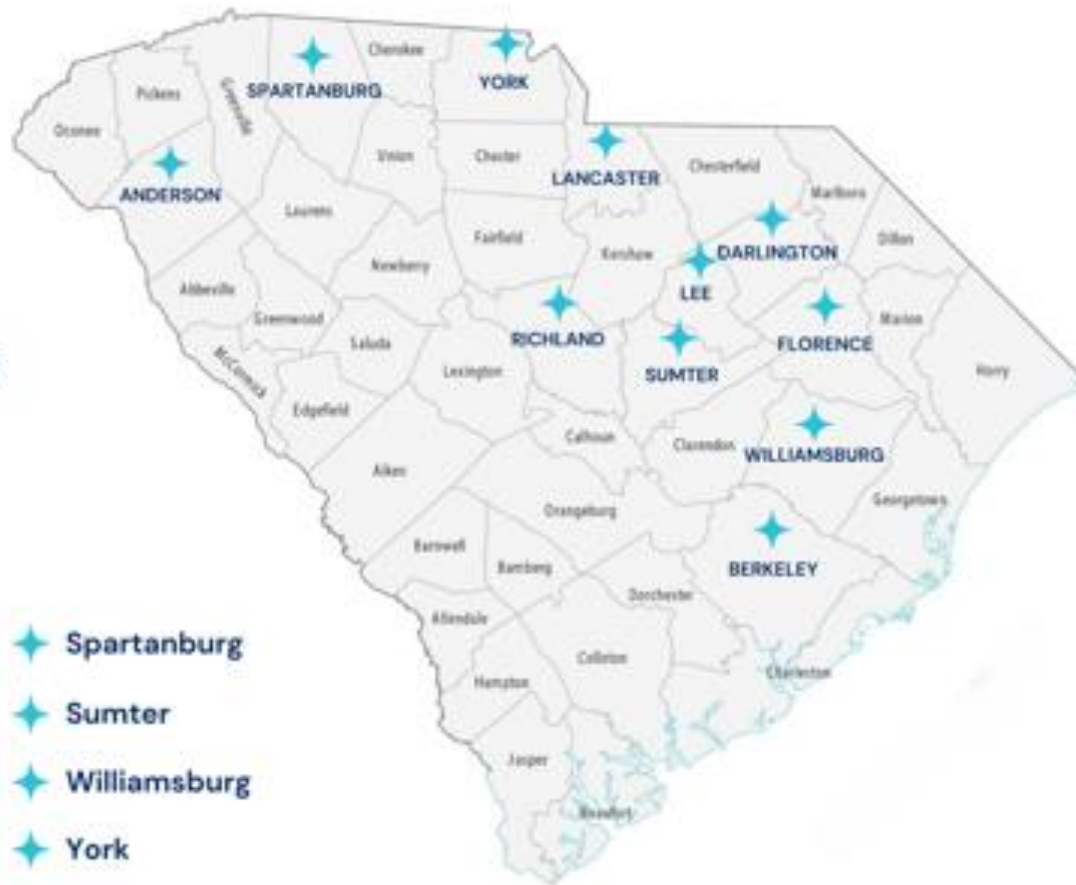 Cherokee
YORK
SPARTANBURG
Pickens
Greenville
Oconee
Union
Chester
LANCASTER
Chesterfield
ANDERSON
Marlboro
Laurens
Fairfield
Kershaw
DARLINGTON
Dillon
Newberry
Abbeville
LEE
Greenwood
RICHLAND
FLORENCE
Marion
Saluda
McCormick
Lexington
SUMTER
Horry
Edgefield
Calhoun
Clarendon
WILLIAMSBURG
Aiken
Orangeburg
Georgetown
Barnwell
Bamberg
BERKELEY
Dorchester
Allendale
Spartanburg
Colleton
Charleston
Hampton
Sumter
Jasper
Williamsburg
Beaufort
York